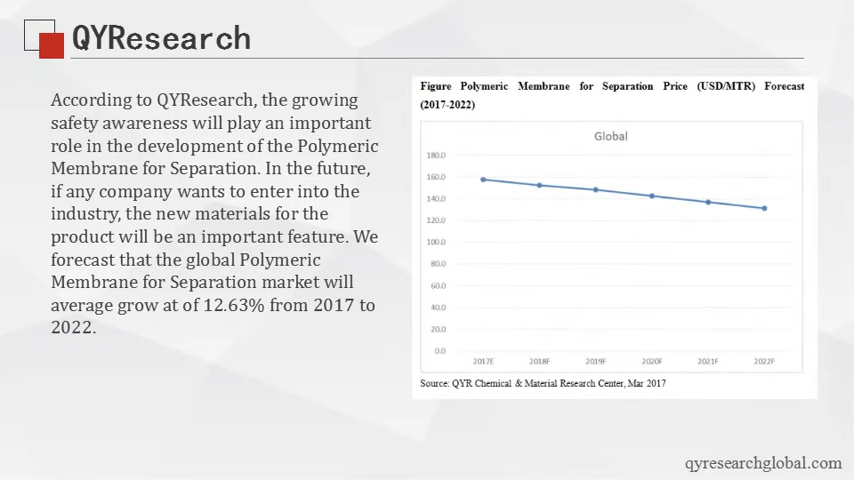 QYResearch
According to QYResearch, the growing
safety awareness will play an important
role in the development of the Polymeric
Membrane for Separation. In the future,
if any company wants to enter into the
industry, the new materials for the
product will be an important feature. We
forecast that the global Polymeric
Membrane for Separation market will
average grow at of 12.63% from 2017 to
2022.
Figure Polymeric Membrane for Separation Price (USD/MTR) Forecast
(2017-2022)
Global
180.0
160.0
140.0
120.0
100.0
80.0
60.0
40.0
20.0
0.0
2017E 2018F 2019F 2020F 2021F 2022F
Source: QYR Chemical & Material Research Center, Mar 2017
qyresearchglobal.com